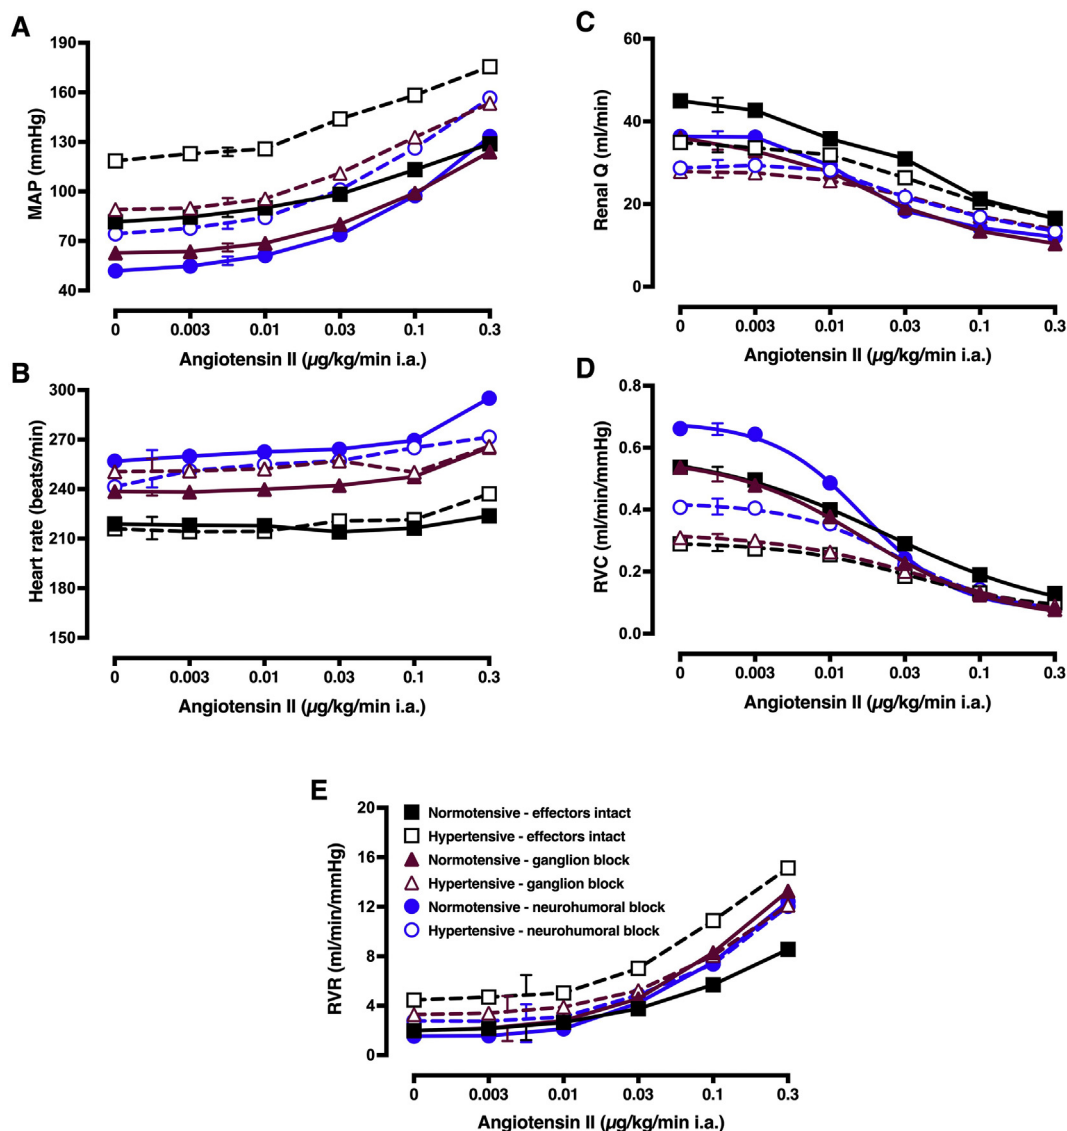 A
MAP (mmHg)
190
160
130
100
70
40
0 0.003 0.01 0.03 0.1 0.3
Angiotensin II (µg/kg/min i.a.)
B
Heart rate (beats/min)
300
270
240
210
180
150
0 0.003 0.01 0.03 0.1 0.3
Angiotensin II (µg/kg/min i.a.)
C
Renal Q (ml/min)
60
40
20
0
0 0.003 0.01 0.03 0.1 0.3
Angiotensin II (µg/kg/min i.a.)
D
RVC (ml/min/mmHg)
0.8
0.6
0.4
0.2
0.0
0 0.003 0.01 0.03 0.1 0.3
Angiotensin II (µg/kg/min i.a.)
E
RVR (ml/min/mmHg)
20
16
12
8
4
0
Normotensive - effectors intact
Hypertensive - effectors intact
Normotensive - ganglion block
Hypertensive - ganglion block
Normotensive - neurohumoral block
Hypertensive - neurohumoral block
0 0.003 0.01 0.03 0.1 0.3
Angiotensin II (µg/kg/min i.a.)